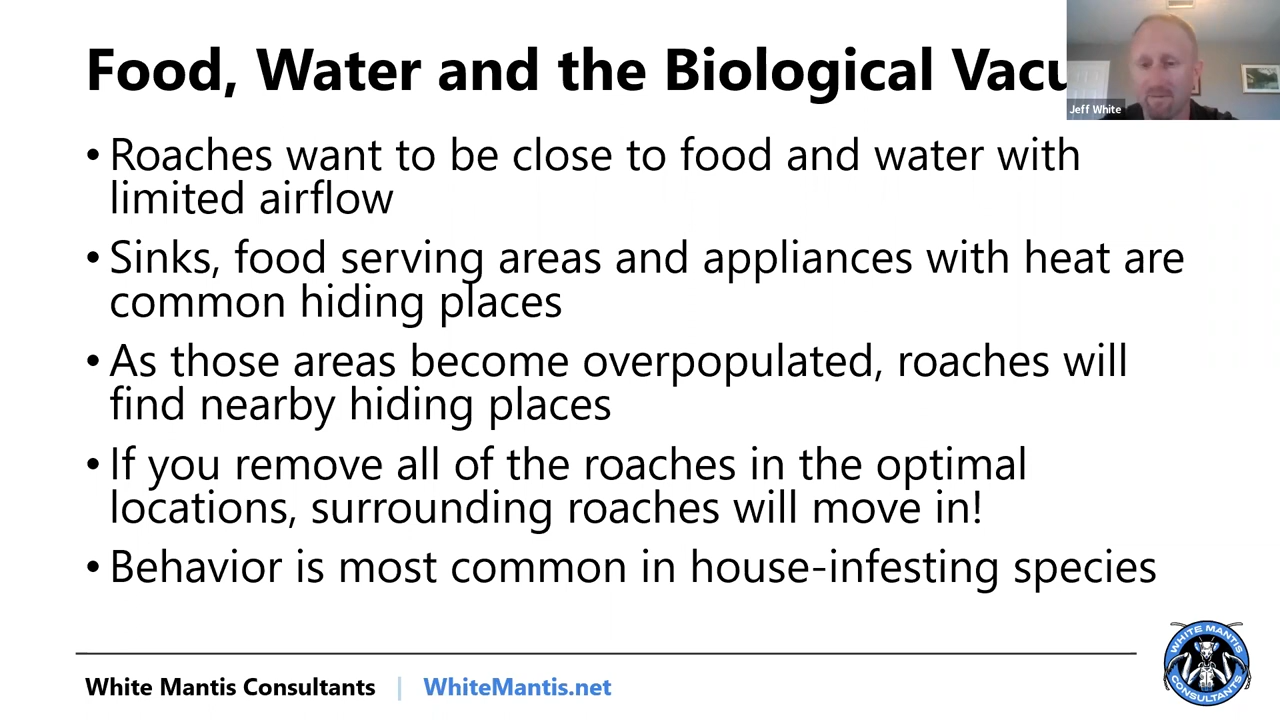 Food, Water and the Biological
Jeff White
• Roaches want to be close to food and water with
limited airflow
• Sinks, food serving areas and appliances with heat are
common hiding places
• As those areas become overpopulated, roaches will
find nearby hiding places
• If you remove all of the roaches in the optimal
locations, surrounding roaches will move in!
• Behavior is most common in house-infesting species
White Mantis Consultants | WhiteMantis.net
WHITE MANTIS
CONSULTANTS